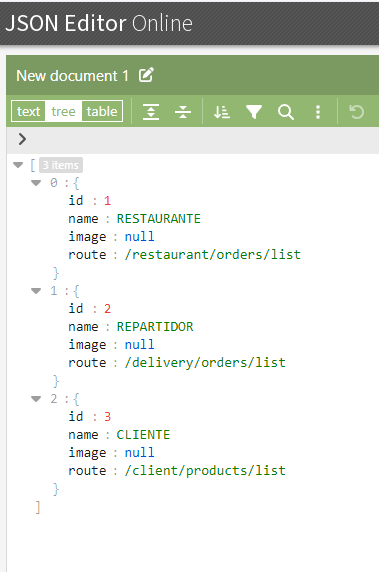 JSON Editor Online
New document 1
text tree table
[ 3 items
0 : {
id : 1
name : RESTAURANTE
image : null
route : /restaurant/orders/list
}
1 : {
id : 2
name : REPARTIDOR
image : null
route : /delivery/orders/list
}
2 : {
id : 3
name : CLIENTE
image : null
route : /client/products/list
}
]